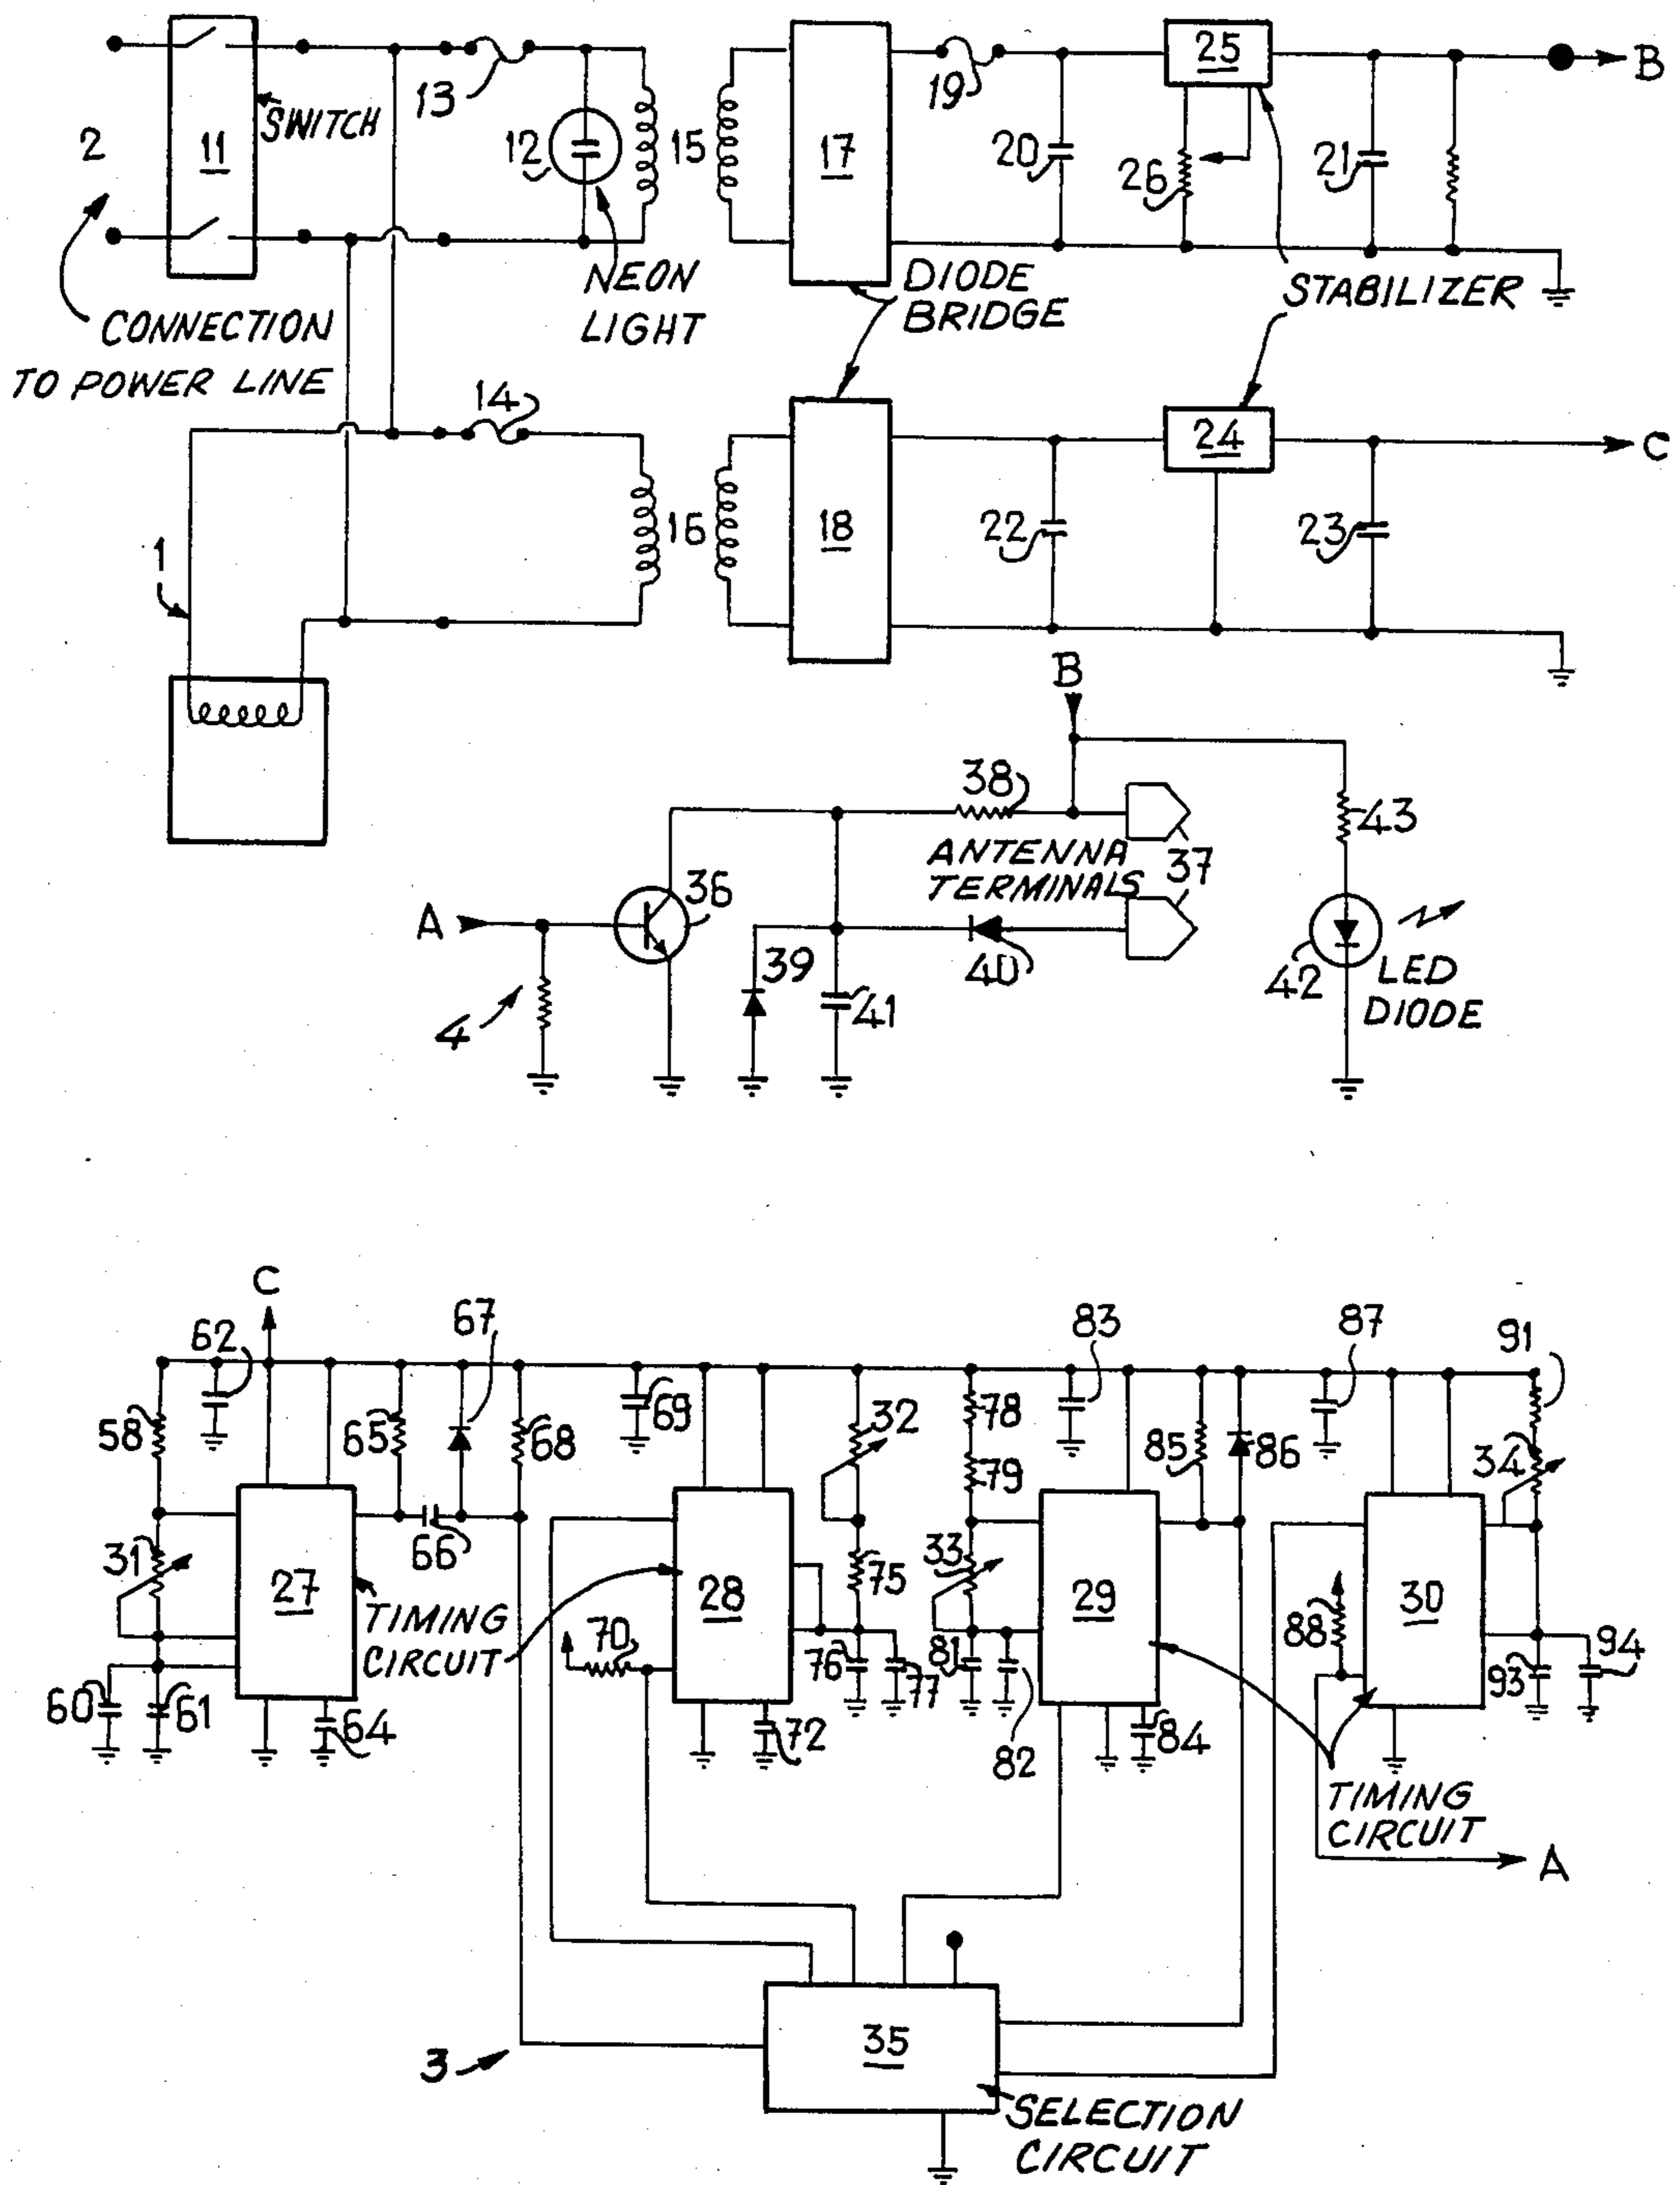 2
11
SWITCH
13
12
15
17
19
20
25
26
21
B
CONNECTION
TO POWER LINE
NEON
LIGHT
DIODE
BRIDGE
STABILIZER
14
16
18
22
24
23
C
1
B
38
ANTENNA
TERMINALS
37
43
A
36
39
40
41
42
LED
DIODE
4
C
62
67
83
87
91
58
65
68
69
32
78
79
85
86
34
31
66
33
27
TIMING
CIRCUIT
28
75
29
30
88
70
60
61
64
76
77
72
81
82
84
93
94
TIMING
CIRCUIT
A
35
3
SELECTION
CIRCUIT